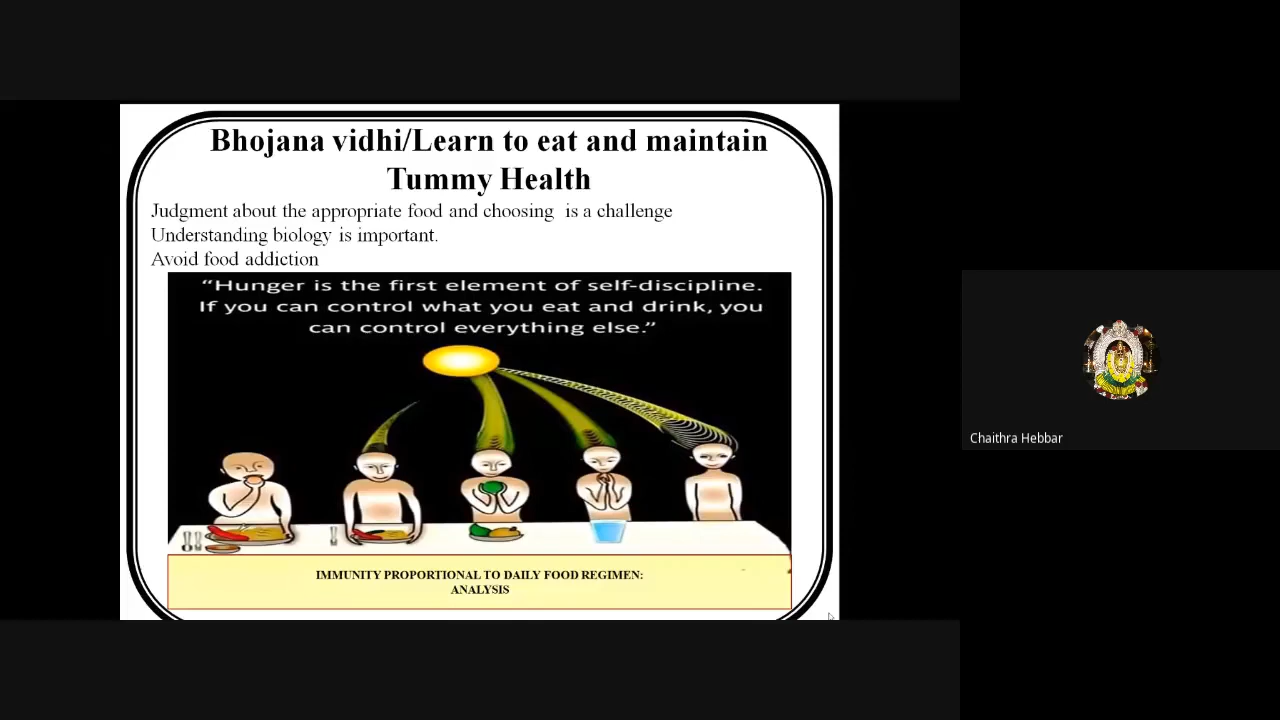 Bhojana vidhi/Learn to eat and maintain
Tummy Health
Judgment about the appropriate food and choosing  is a challenge
Understanding biology is important.
Avoid food addiction
“Hunger is the first element of self-discipline.
If you can control what you eat and drink, you
can control everything else.”
IMMUNITY PROPORTIONAL TO DAILY FOOD REGIMEN:
ANALYSIS
Chaithra Hebbar